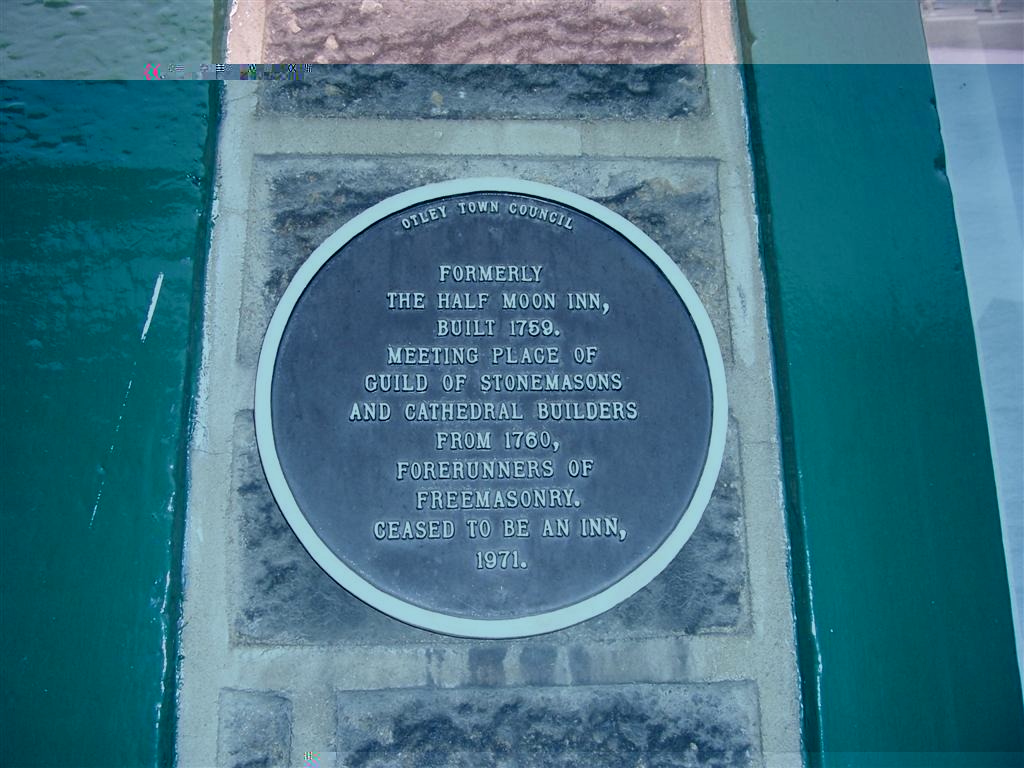 OTLEY TOWN COUNCIL
FORMERLY
THE HALF MOON INN,
BUILT 1759.
MEETING PLACE OF
GUILD OF STONEMASONS
AND CATHEDRAL BUILDERS
FROM 1760,
FORERUNNERS OF
FREEMASONRY.
CEASED TO BE AN INN,
1971.